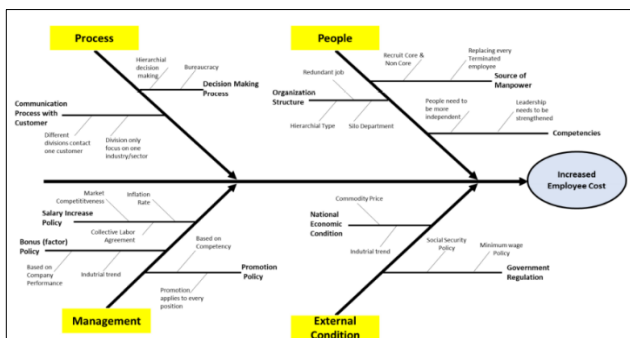 Process
People
Hierarchial
decision
making
Bureaucracy
Decision Making
Process
Communication
Process with
Customer
Different
divisions contact
one customer
Division only
focus on one
Industry/sector
Recruit Core &
Non Core
Replacing every
Terminated
employee
Source of
Manpower
Redundant job
Organization
Structure
Hierarchial Type
Silo Department
People need to
be more
independent
Leadership
needs to be
strengthened
Competencies
Increased
Employee Cost
Market
Competitiveness
Inflation
Rate
Salary Increase
Policy
Collective Labor
Agreement
Bonus (factor)
Policy
Based on
Company
Performance
Indutrial trend
Based on
Competency
Promotion
Policy
Promotion
applies to every
position
Management
Commodity Price
National
Economic
Condition
Indutrial trend
Social Security
Policy
Minimum wage
Policy
Government
Regulation
External
Condition